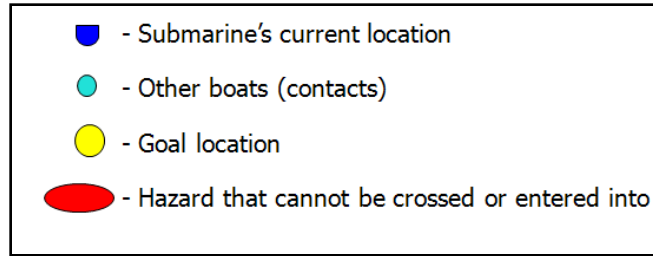 - Submarine's current location
- Other boats (contacts)
- Goal location
- Hazard that cannot be crossed or entered into